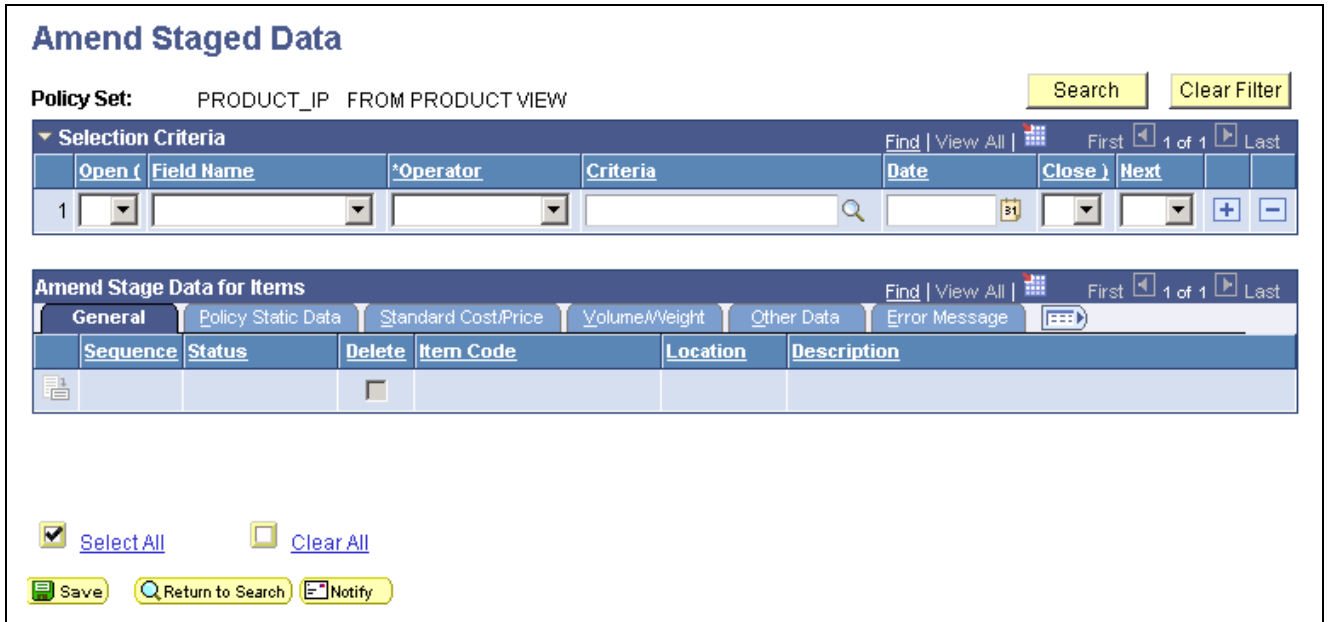 Amend Staged Data
Policy Set: PRODUCT_IP FROM PRODUCT VIEW Search Clear Filter
Selection Criteria Find | View All | First 1 of 1 Last
Open ( Field Name *Operator Criteria Date Close ) Next
1 31
Amend Stage Data for Items Find | View All | First 1 of 1 Last
General Policy Static Data Standard Cost/Price Volume/Weight Other Data Error Message
Sequence Status Delete Item Code Location Description
Select All Clear All
Save Return to Search Notify